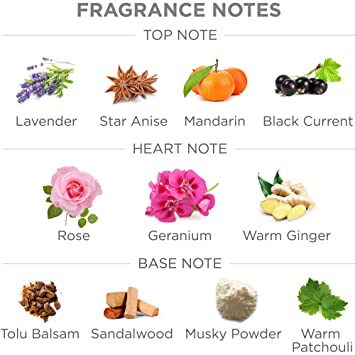 FRAGRANCE NOTES
TOP NOTE
Lavender Star Anise Mandarin Black Current
HEART NOTE
Rose Geranium Warm Ginger
BASE NOTE
Tolu Balsam Sandalwood Musky Powder Warm
Patchouli